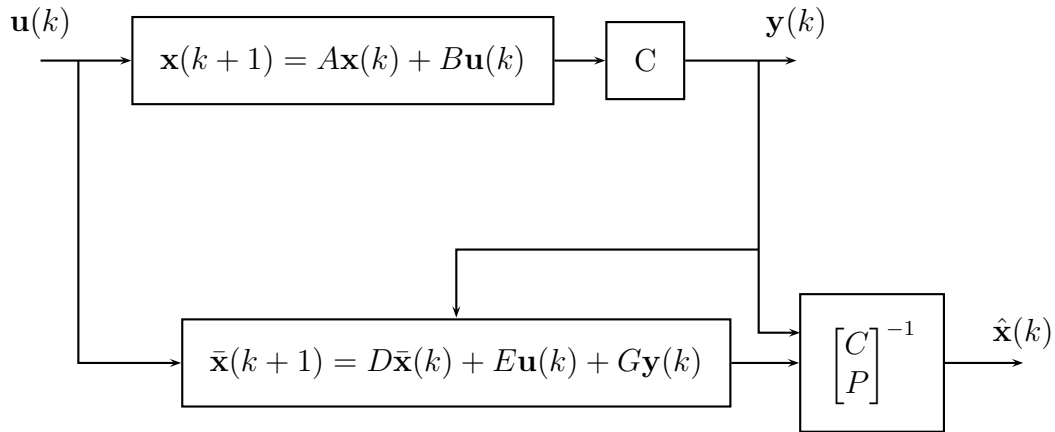 𝐮(k)
𝐲(k)
𝐱(k + 1) = A𝐱(k) + B𝐮(k)
C
x̄(k + 1) = Dx̄(k) + E𝐮(k) + G𝐲(k)
[C
P]⁻¹
x̂(k)